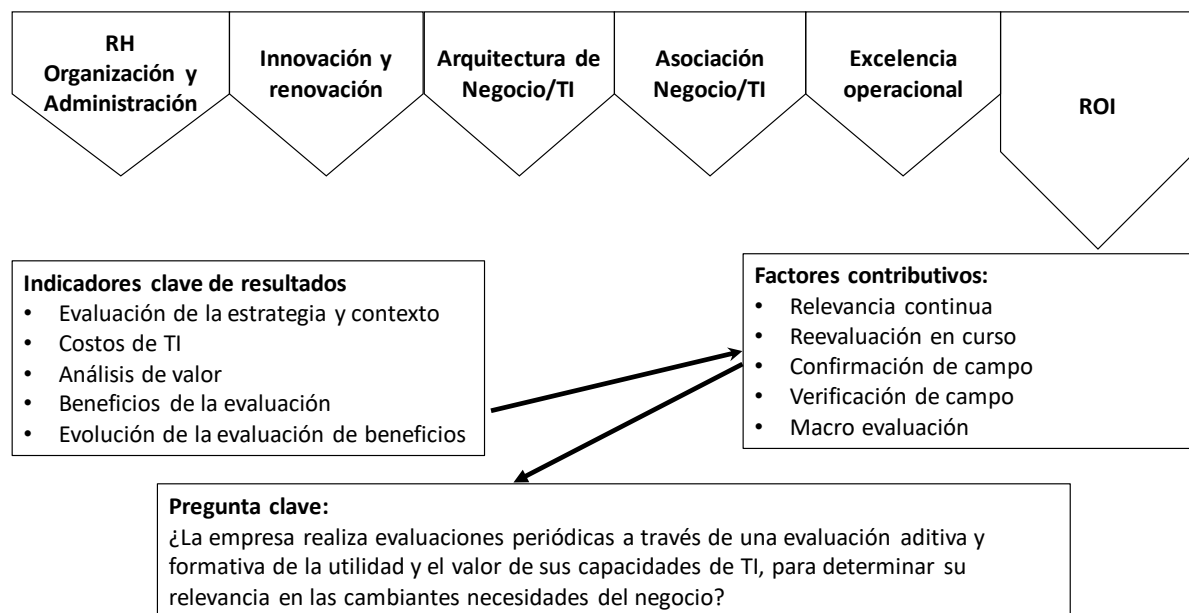 RH
Organización y
Administración
Innovación y
renovación
Arquitectura de
Negocio/TI
Asociación
Negocio/TI
Excelencia
operacional
ROI
Indicadores clave de resultados
• Evaluación de la estrategia y contexto
• Costos de TI
• Análisis de valor
• Beneficios de la evaluación
• Evolución de la evaluación de beneficios
Factores contributivos:
• Relevancia continua
• Reevaluación en curso
• Confirmación de campo
• Verificación de campo
• Macro evaluación
Pregunta clave:
¿La empresa realiza evaluaciones periódicas a través de una evaluación aditiva y
formativa de la utilidad y el valor de sus capacidades de TI, para determinar su
relevancia en las cambiantes necesidades del negocio?